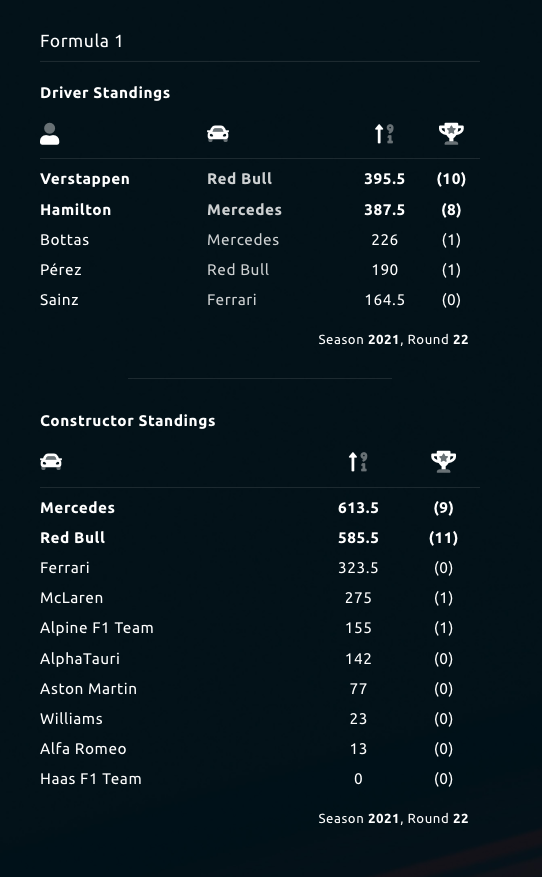 Formula 1
Driver Standings
Verstappen Red Bull 395.5 (10)
Hamilton Mercedes 387.5 (8)
Bottas Mercedes 226 (1)
Pérez Red Bull 190 (1)
Sainz Ferrari 164.5 (0)
Season 2021, Round 22
Constructor Standings
Mercedes 613.5 (9)
Red Bull 585.5 (11)
Ferrari 323.5 (0)
McLaren 275 (1)
Alpine F1 Team 155 (1)
AlphaTauri 142 (0)
Aston Martin 77 (0)
Williams 23 (0)
Alfa Romeo 13 (0)
Haas F1 Team 0 (0)
Season 2021, Round 22